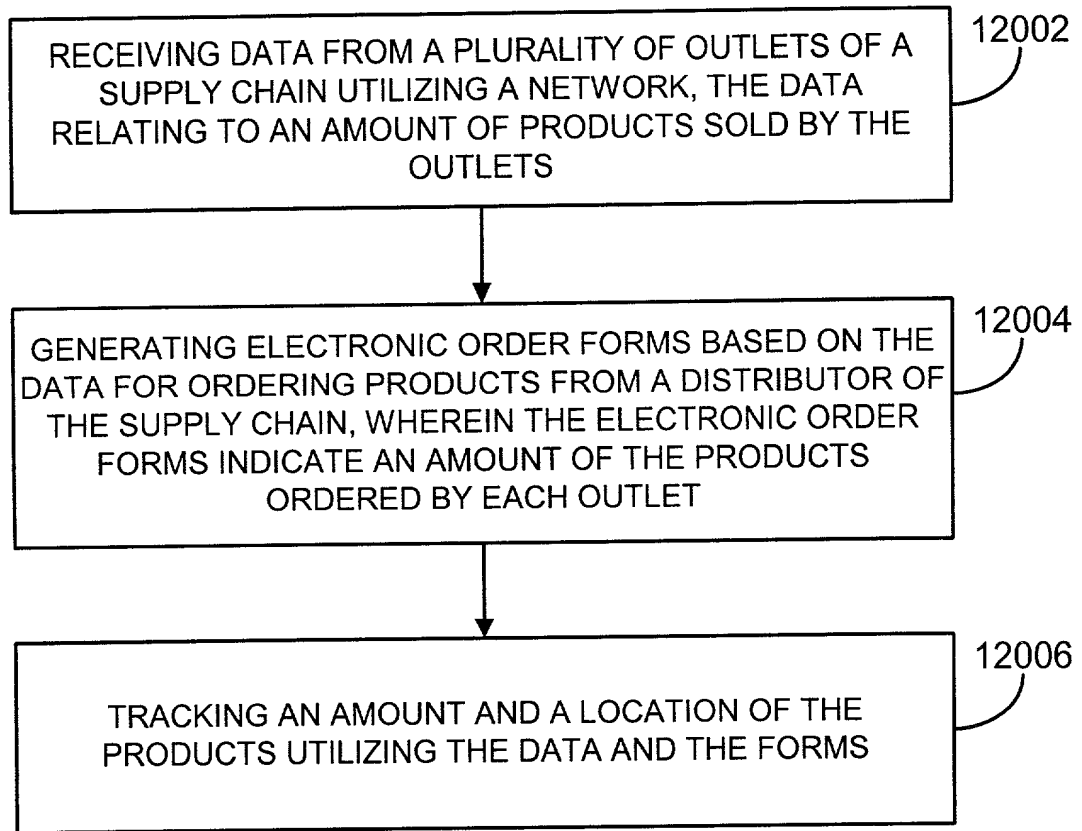 12002
RECEIVING DATA FROM A PLURALITY OF OUTLETS OF A
SUPPLY CHAIN UTILIZING A NETWORK, THE DATA
RELATING TO AN AMOUNT OF PRODUCTS SOLD BY THE
OUTLETS
12004
GENERATING ELECTRONIC ORDER FORMS BASED ON THE
DATA FOR ORDERING PRODUCTS FROM A DISTRIBUTOR OF
THE SUPPLY CHAIN, WHEREIN THE ELECTRONIC ORDER
FORMS INDICATE AN AMOUNT OF THE PRODUCTS
ORDERED BY EACH OUTLET
12006
TRACKING AN AMOUNT AND A LOCATION OF THE
PRODUCTS UTILIZING THE DATA AND THE FORMS